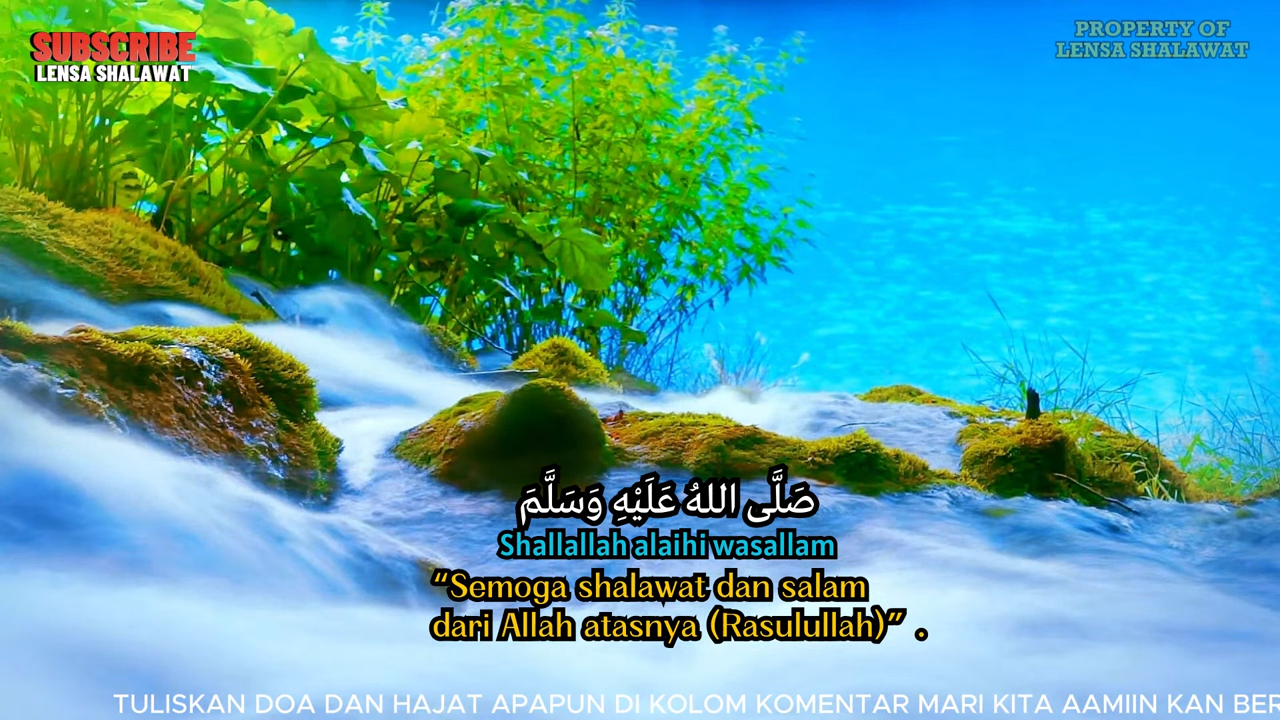 SUBSCRIBE
LENSA SHALAWAT
PROPERTY OF
LENSA SHALAWAT
صَلَّى اللهُ عَلَيْهِ وَسَلَّمَ
Shallallah alaihi wasallam
“Semoga shalawat dan salam
dari Allah atasnya (Rasulullah)” .
TULISKAN DOA DAN HAJAT APAPUN DI KOLOM KOMENTAR MARI KITA AAMIIN KAN BER